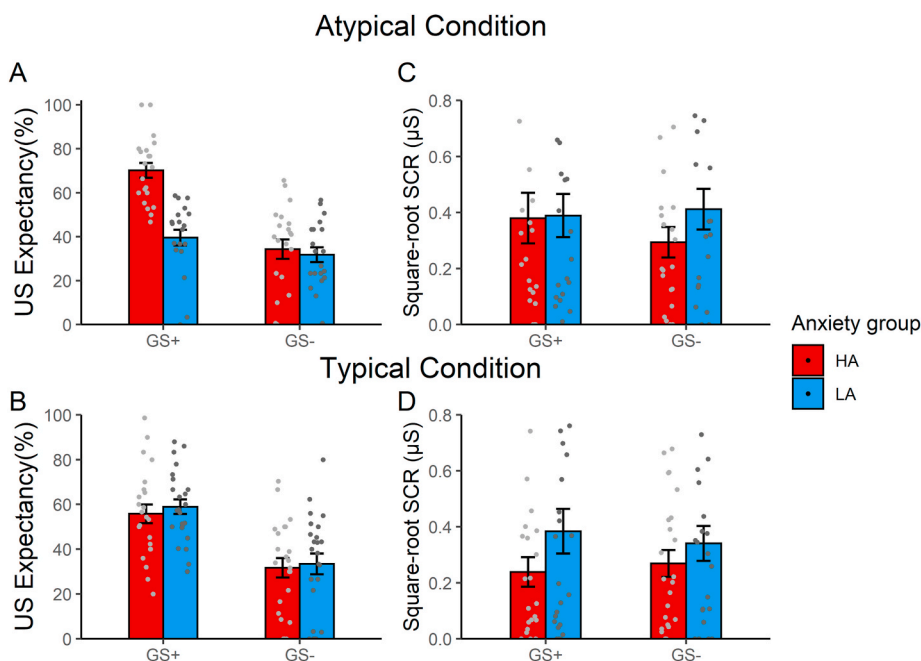 Atypical Condition
A
US Expectancy(%)
100
80
60
40
20
0
GS+
GS-
C
Square-root SCR (µS)
0.8
0.6
0.4
0.2
0.0
GS+
GS-
Anxiety group
HA
LA
Typical Condition
B
US Expectancy(%)
100
80
60
40
20
0
GS+
GS-
D
Square-root SCR (µS)
0.8
0.6
0.4
0.2
0.0
GS+
GS-